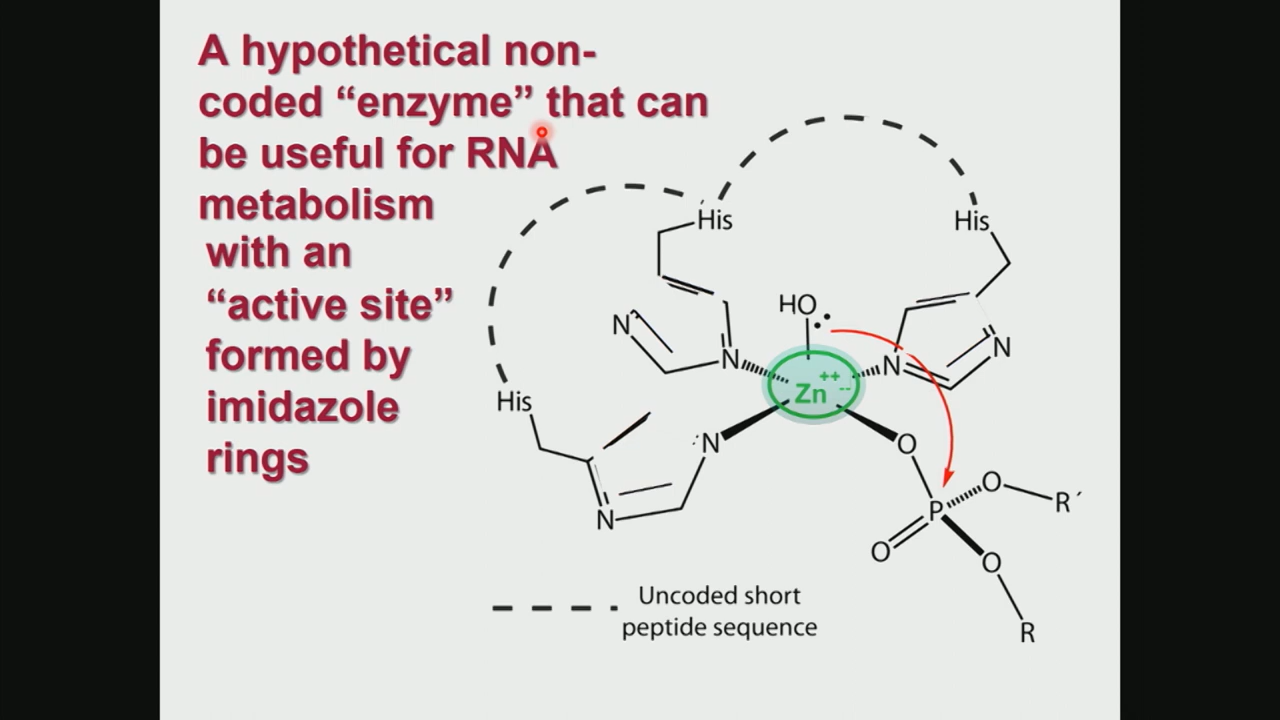 A hypothetical non-
coded “enzyme” that can
be useful for RNA
metabolism
with an
“active site”
formed by
imidazole
rings
His
His
HO
N
N
N
N
Zn++--
His
N
O
N
P
O
R´
O
O
R
Uncoded short
peptide sequence